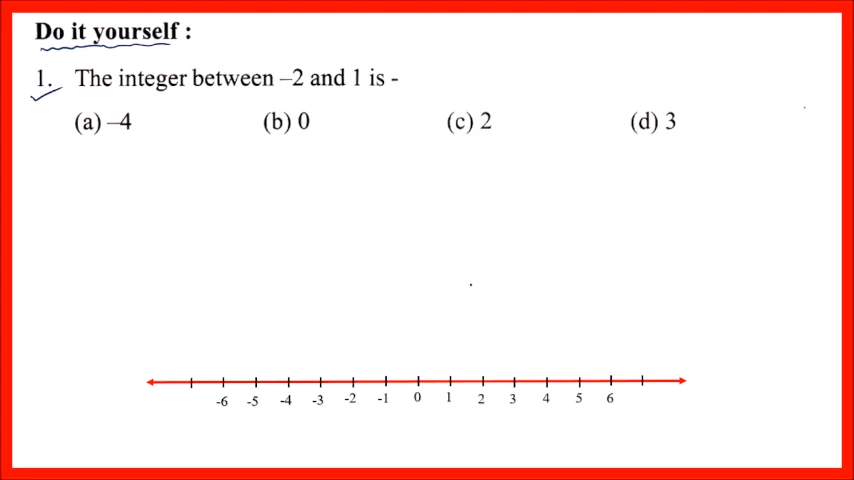 Do it yourself :
1. The integer between –2 and 1 is -
(a) –4 (b) 0 (c) 2 (d) 3
-6 -5 -4 -3 -2 -1 0 1 2 3 4 5 6